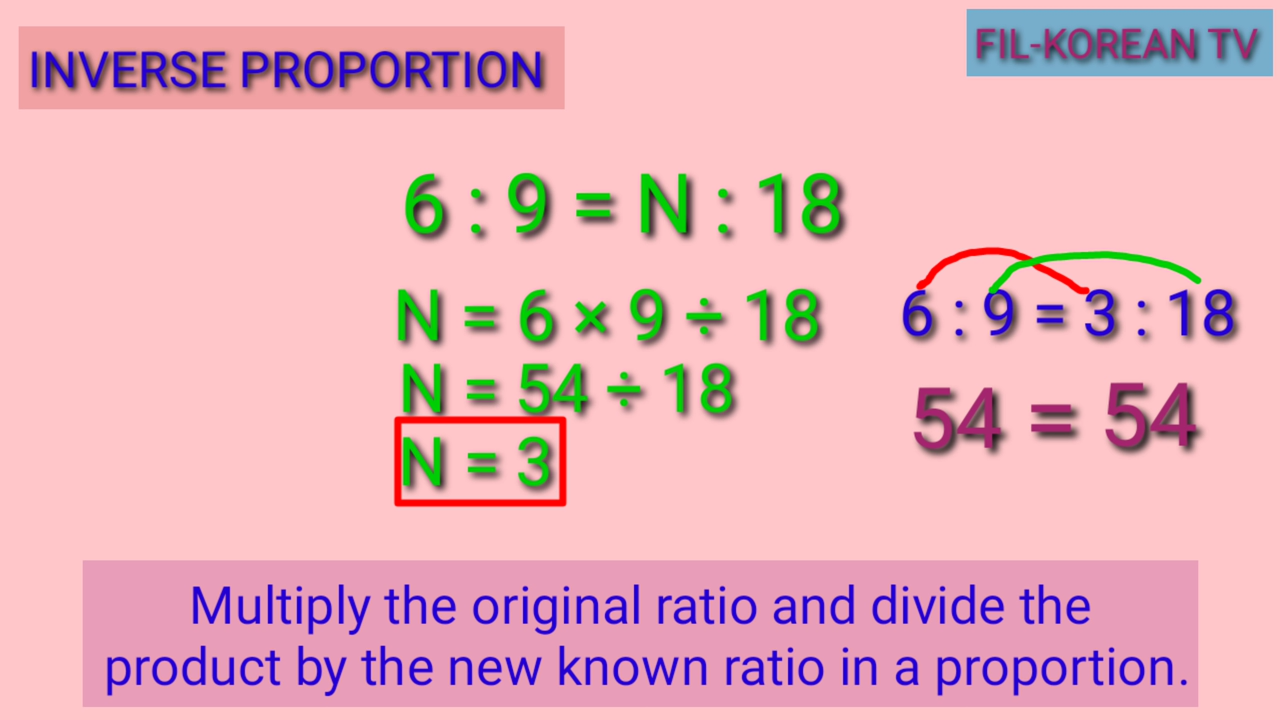 INVERSE PROPORTION
FIL-KOREAN TV
6 : 9 = N : 18
N = 6 × 9 ÷ 18
N = 54 ÷ 18
N = 3
6 : 9 = 3 : 18
54 = 54
Multiply the original ratio and divide the
product by the new known ratio in a proportion.